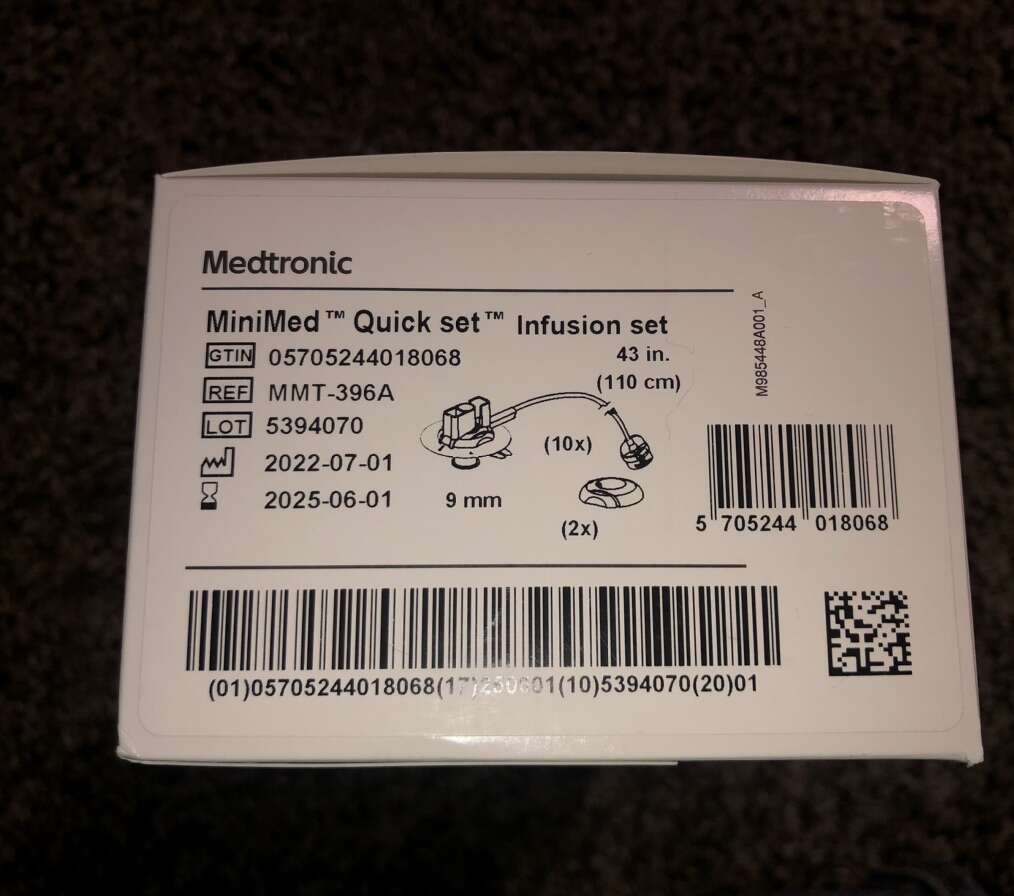 Medtronic
MiniMed™ Quick set™ Infusion set
GTIN 05705244018068
43 in.
(110 cm)
REF MMT-396A
LOT 5394070
2022-07-01
2025-06-01
(10x)
9 mm
(2x)
M985448A001_A
5 705244 018068
(01)05705244018068(17)250601(10)5394070(20)01